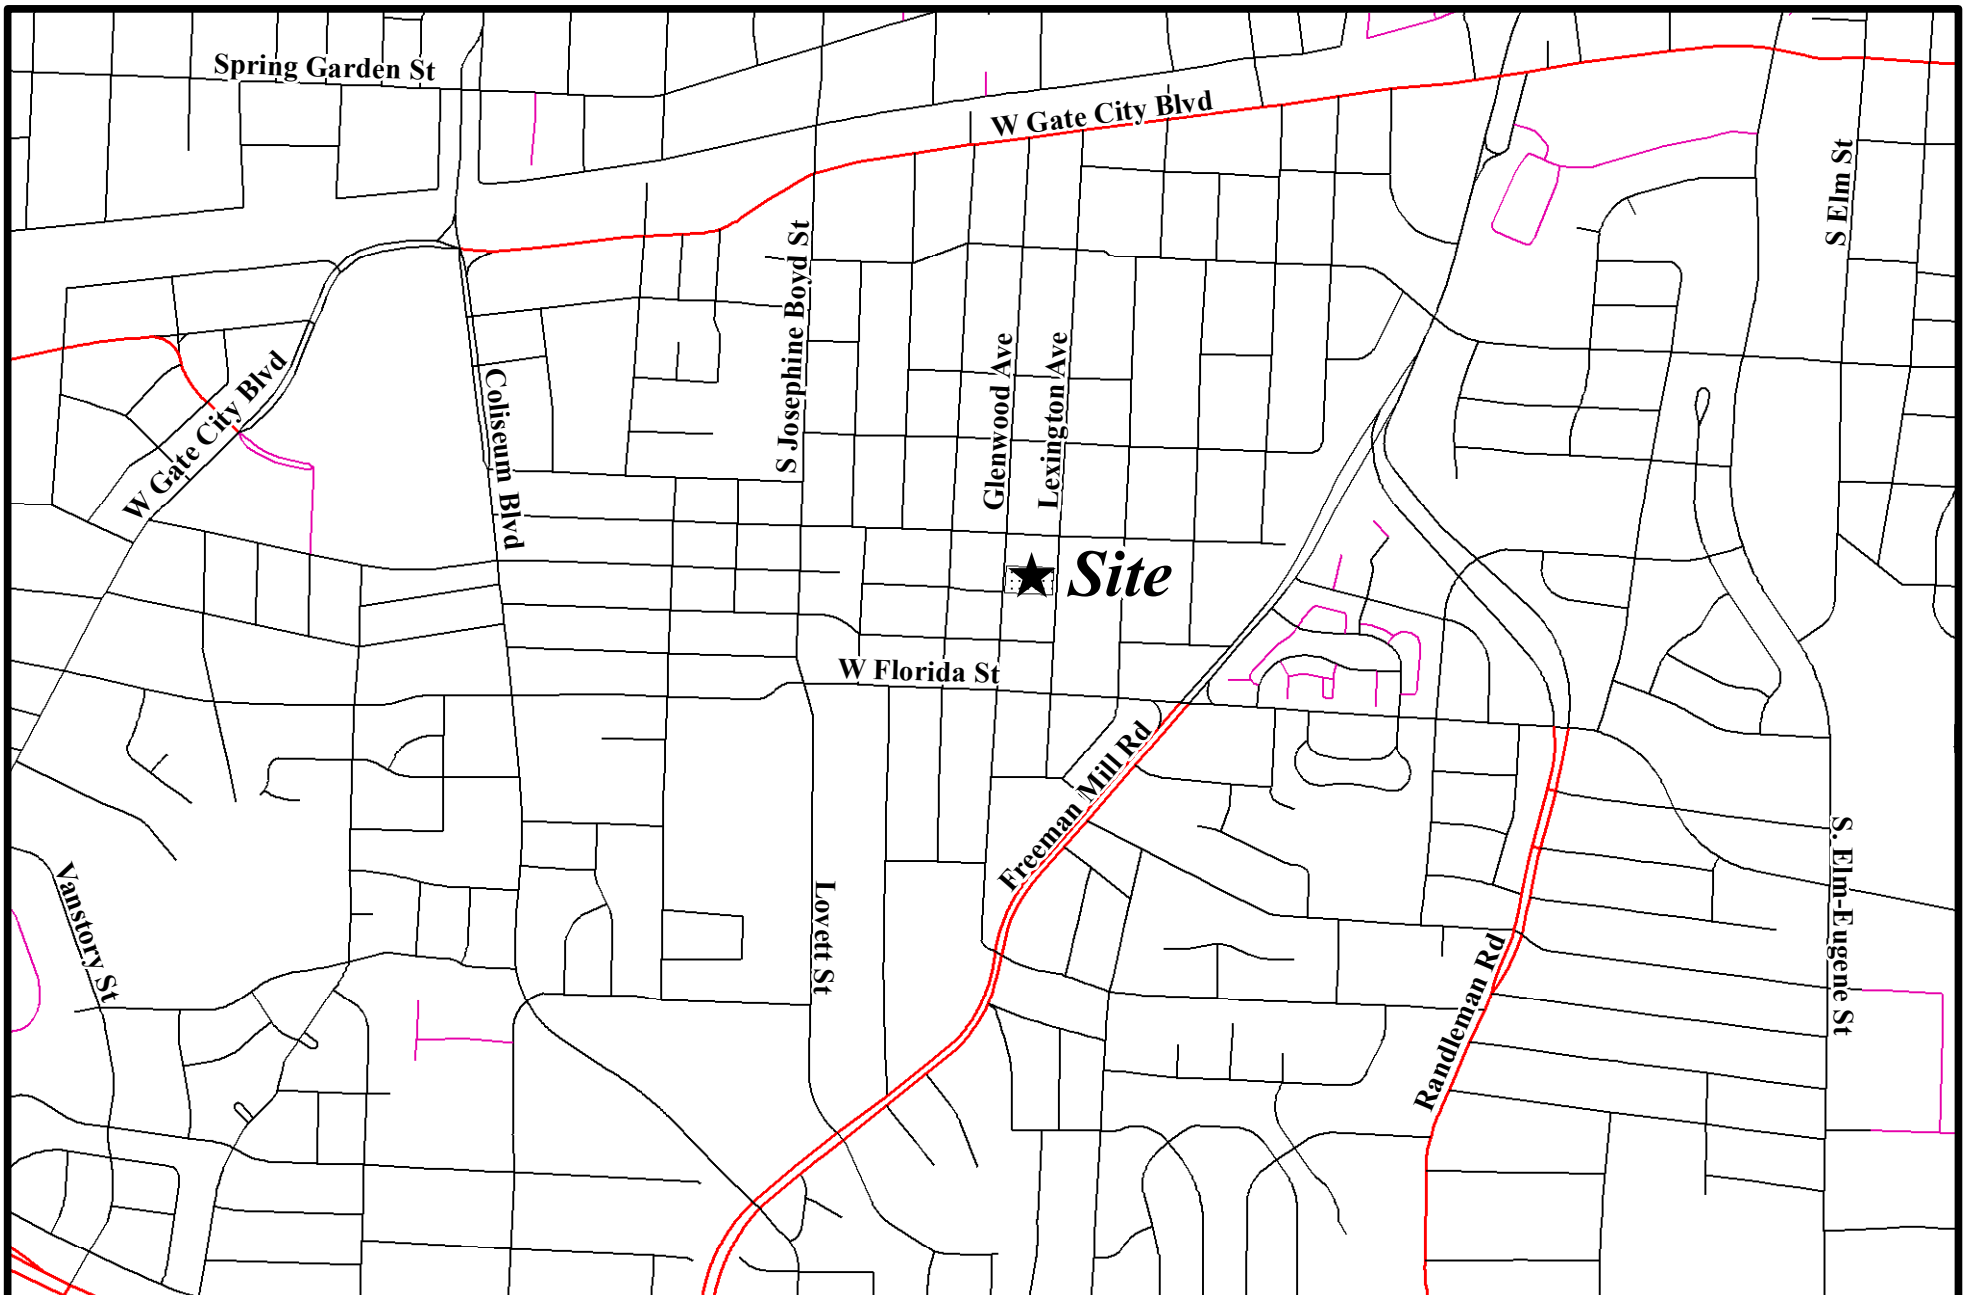 Spring Garden St
W Gate City Blvd
S Elm St
S Josephine Boyd St
Glenwood Ave
Lexington Ave
W Gate City Blvd
Coliseum Blvd
Site
W Florida St
Freeman Mill Rd
Vanstory St
Lovett St
S. Elm-Eugene St
Randleman Rd